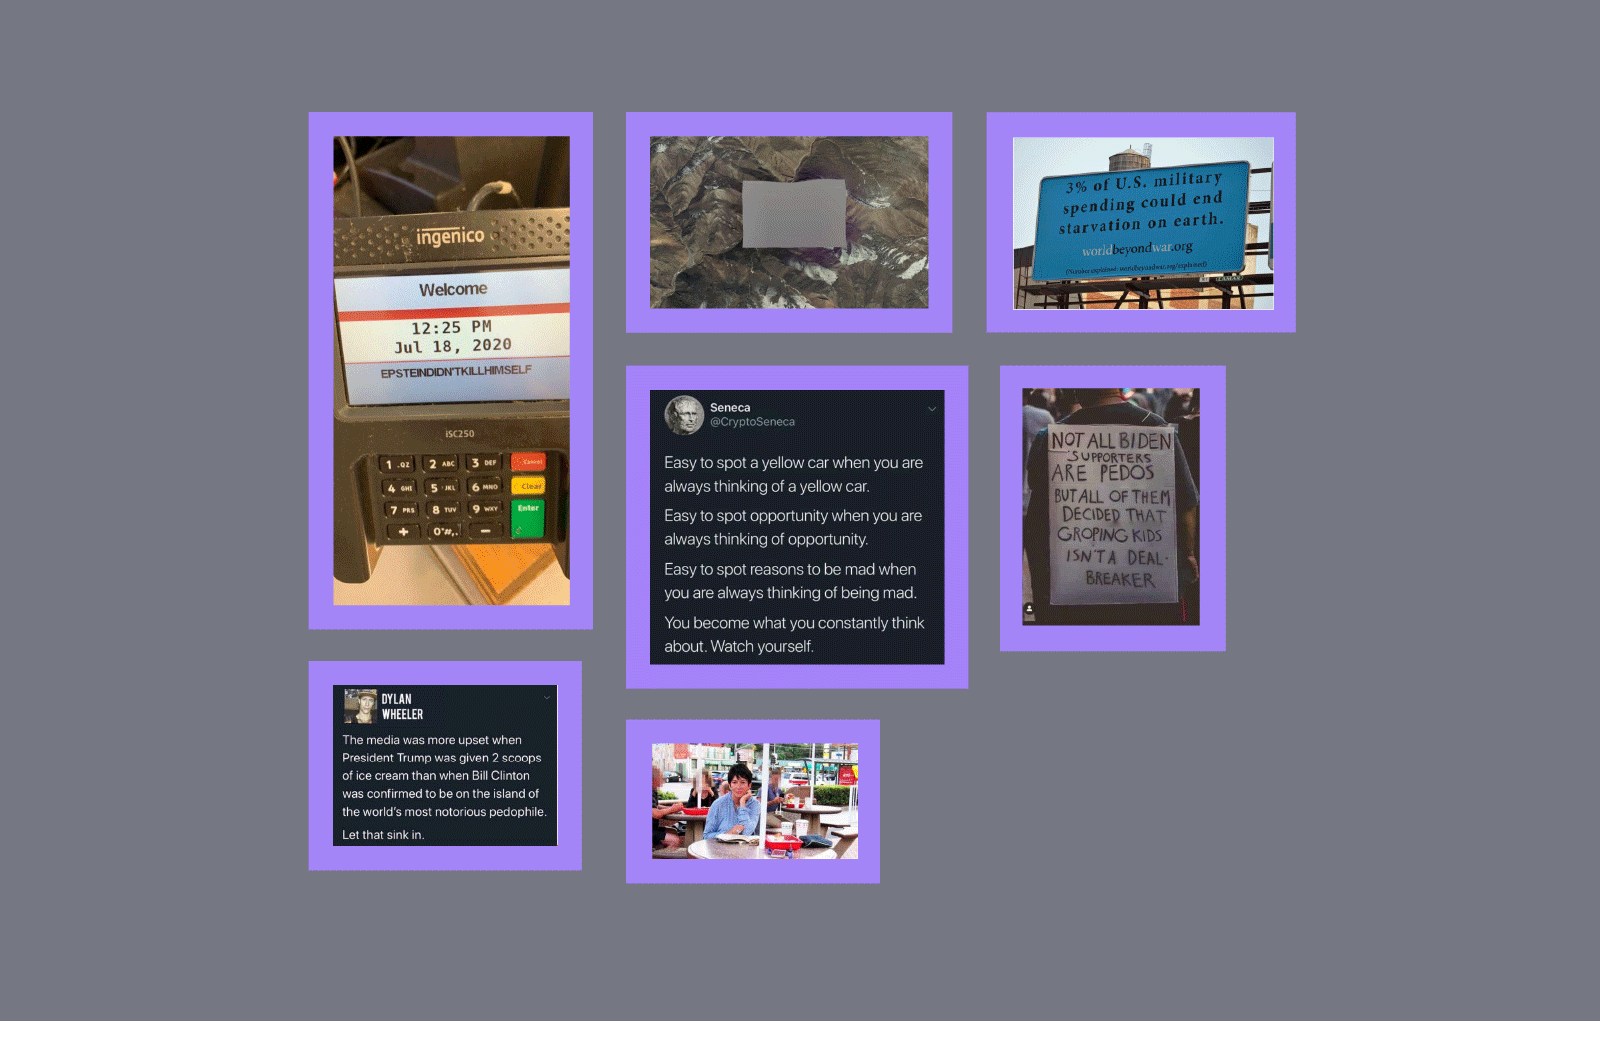 ingenico
Welcome
12:25 PM
Jul 18, 2020
EPSTEINDIDN'TKILLHIMSELF
iSC250
1 .QZ 2 ABC 3 DEF Cancel
4 GHI 5 JKL 6 MNO Clear
7 PRS 8 TUV 9 WXY Enter
+ 0 -
3% of U.S. military
spending could end
starvation on earth.
worldbeyondwar.org
(Number explained: worldbeyondwar.org/explained)
Seneca
@CryptoSeneca
Easy to spot a yellow car when you are
always thinking of a yellow car.
Easy to spot opportunity when you are
always thinking of opportunity.
Easy to spot reasons to be mad when
you are always thinking of being mad.
You become what you constantly think
about. Watch yourself.
NOT ALL BIDEN
SUPPORTERS
ARE PEDOS
BUT ALL OF THEM
DECIDED THAT
GROPING KIDS
ISN'T A DEAL-
BREAKER
DYLAN
WHEELER
The media was more upset when
President Trump was given 2 scoops
of ice cream than when Bill Clinton
was confirmed to be on the island of
the world's most notorious pedophile.
Let that sink in.